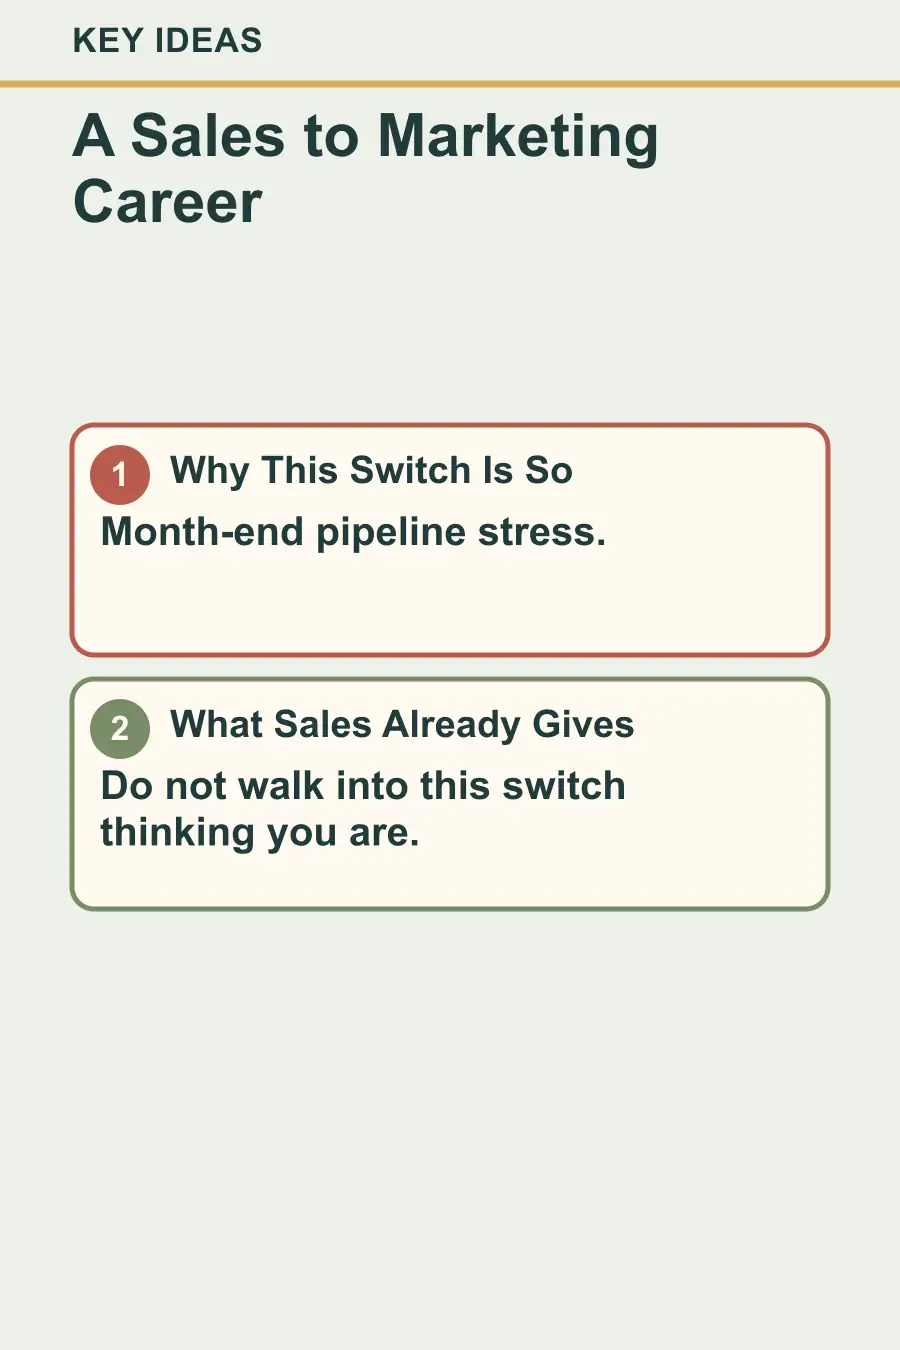 KEY IDEAS
A Sales to Marketing
Career
1 Why This Switch Is So
Month-end pipeline stress.
2 What Sales Already Gives
Do not walk into this switch
thinking you are.